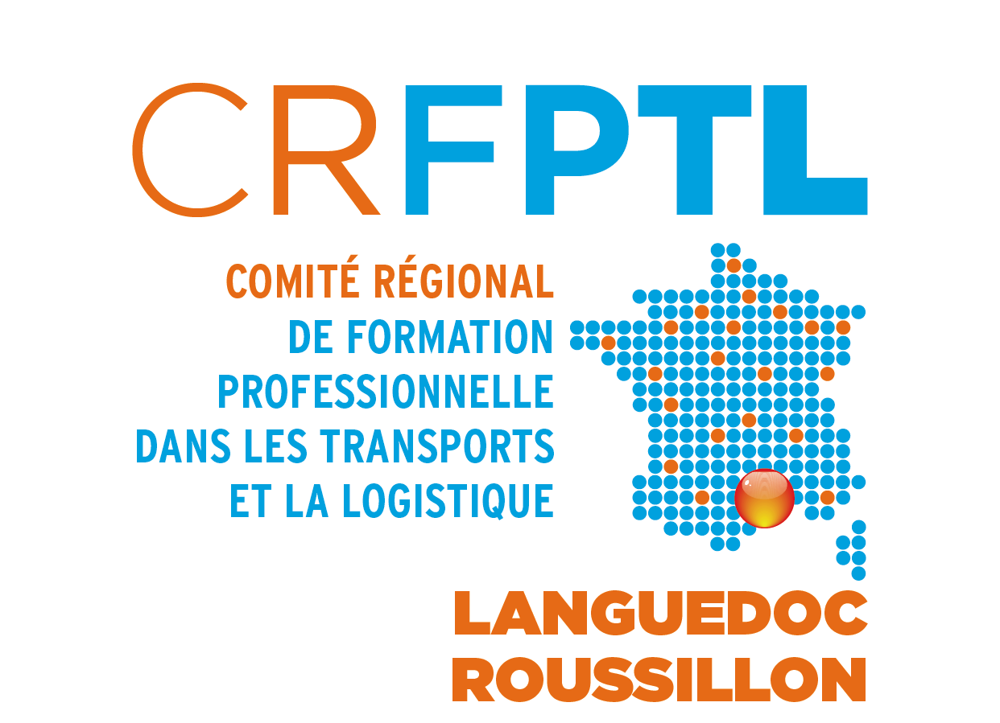 CRFPTL
COMITÉ RÉGIONAL
DE FORMATION
PROFESSIONNELLE
DANS LES TRANSPORTS
ET LA LOGISTIQUE
LANGUEDOC
ROUSSILLON